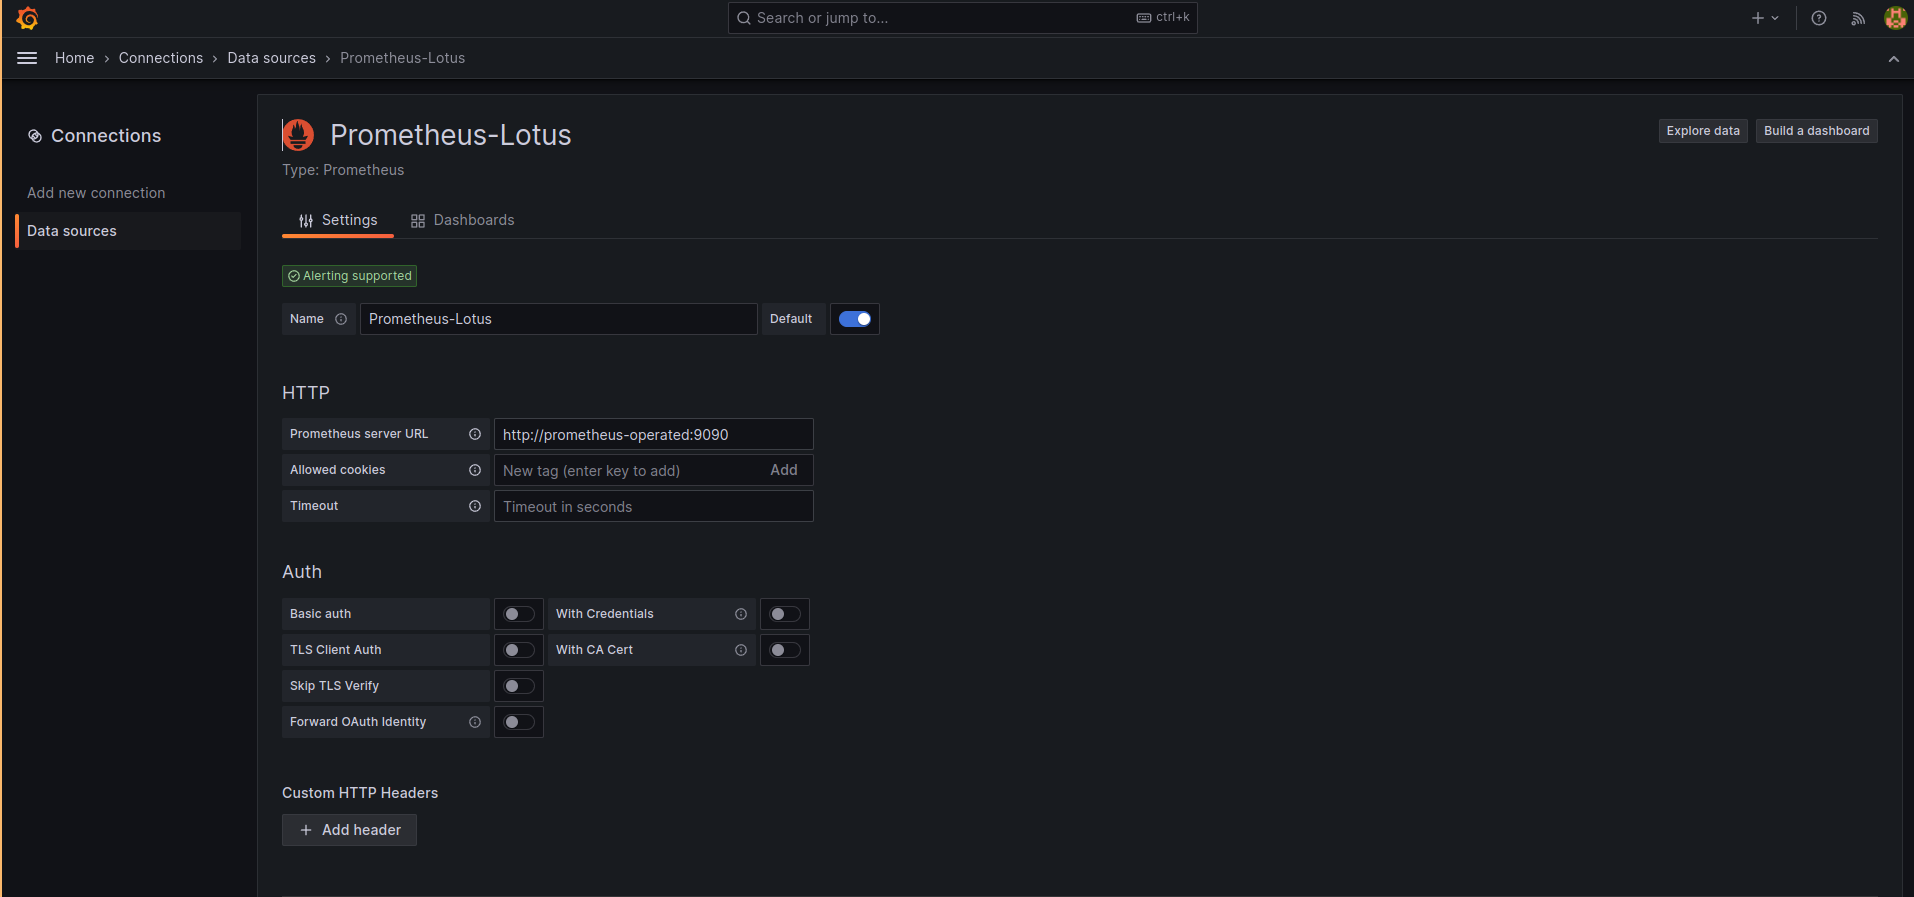 Search or jump to...
ctrl+k
Home › Connections › Data sources › Prometheus-Lotus
Connections
Add new connection
Data sources
Prometheus-Lotus
Type: Prometheus
Explore data
Build a dashboard
Settings
Dashboards
Alerting supported
Name
Prometheus-Lotus
Default
HTTP
Prometheus server URL
http://prometheus-operated:9090
Allowed cookies
New tag (enter key to add)
Add
Timeout
Timeout in seconds
Auth
Basic auth
With Credentials
TLS Client Auth
With CA Cert
Skip TLS Verify
Forward OAuth Identity
Custom HTTP Headers
Add header